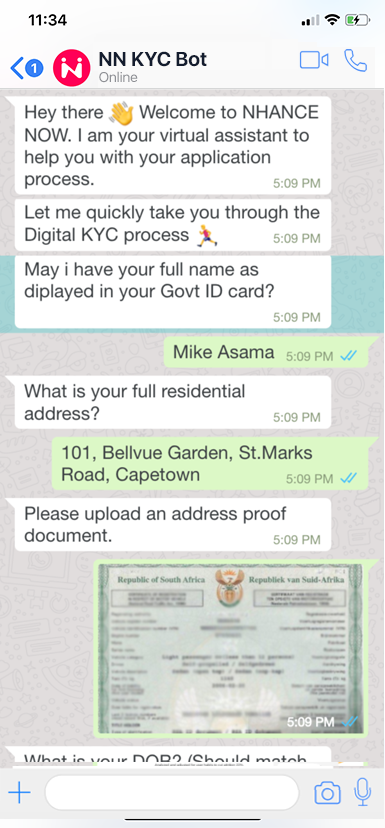 11:34
1
NN KYC Bot
Online
Hey there 👋 Welcome to NHANCE
NOW. I am your virtual assistant to
help you with your application
process.
5:09 PM
Let me quickly take you through the
Digital KYC process 🏃
5:09 PM
May i have your full name as
diplayed in your Govt ID card?
5:09 PM
Mike Asama 5:09 PM
What is your full residential
address?
5:09 PM
101, Bellvue Garden, St.Marks
Road, Capetown
5:09 PM
Please upload an address proof
document.
5:09 PM
Republic of South Africa Republiek van Suid-Afrika
5:09 PM
What is your DOB? (Should match